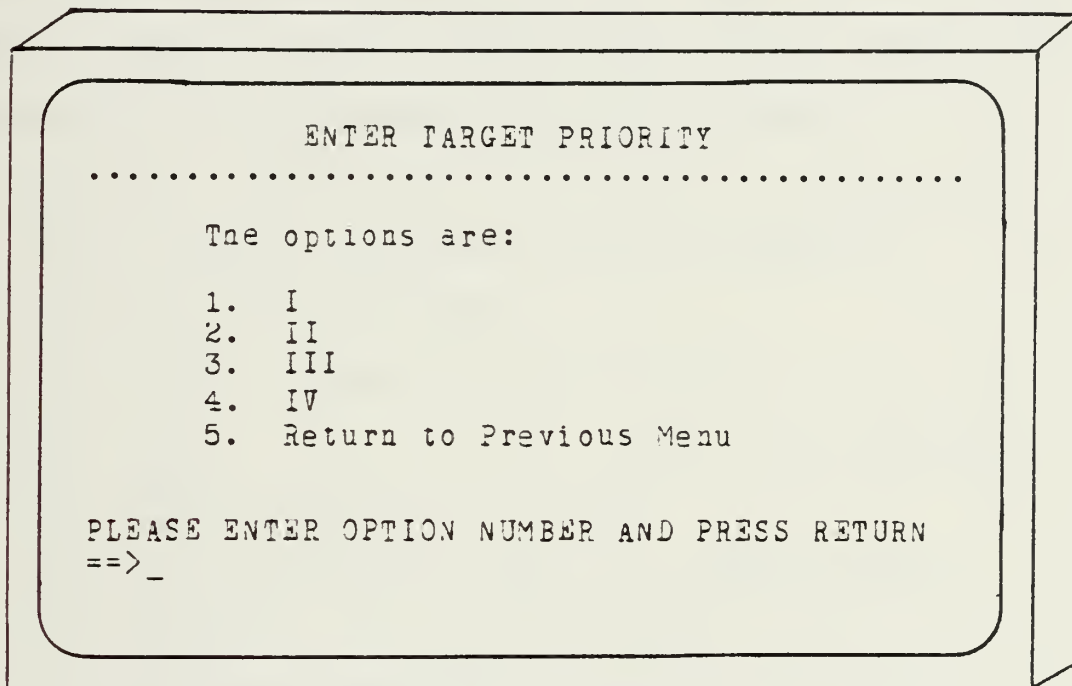 ENTER TARGET PRIORITY
..............................................
The options are:
1. I
2. II
3. III
4. IV
5. Return to Previous Menu
PLEASE ENTER OPTION NUMBER AND PRESS RETURN
==>_